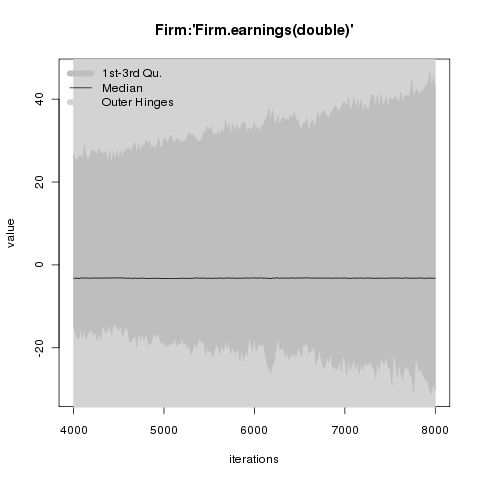 Firm:'Firm.earnings(double)'
1st-3rd Qu.
Median
Outer Hinges
40
20
0
-20
value
4000 5000 6000 7000 8000
iterations